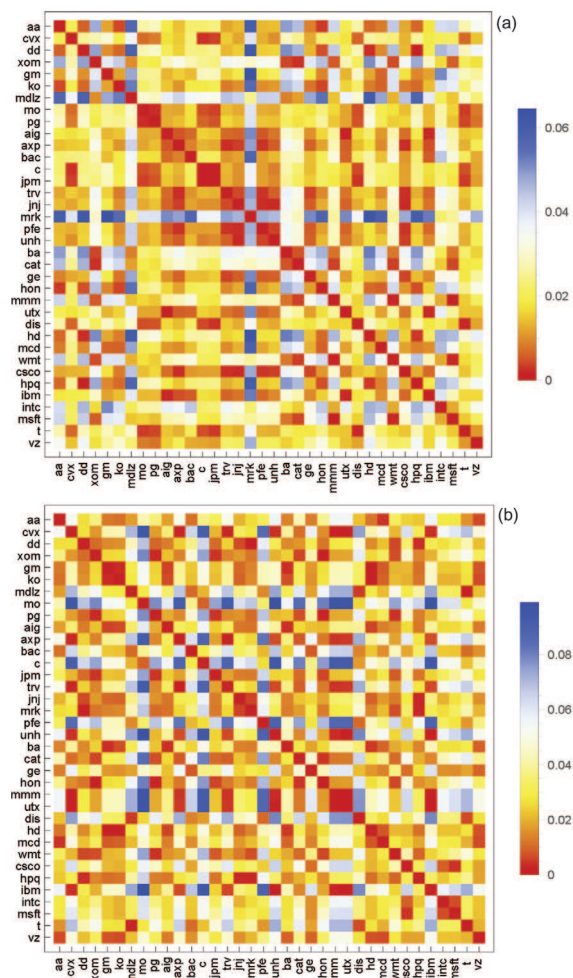 (a)
aa
cvx
dd
xom
gm
ko
mdlz
mo
pg
aig
axp
bac
c
jpm
trv
jnj
mrk
pfe
unh
ba
cat
ge
hon
mmm
utx
dis
hd
mcd
wmt
csco
hpq
ibm
intc
msft
t
vz
aa cvx dd xom gm ko mdlz mo pg aig axp bac c jpm trv jnj mrk pfe unh ba cat ge hon mmm utx dis hd mcd wmt csco hpq ibm intc msft t vz
0.06
0.04
0.02
0
(b)
aa
cvx
dd
xom
gm
ko
mdlz
mo
pg
aig
axp
bac
c
jpm
trv
jnj
mrk
pfe
unh
ba
cat
ge
hon
mmm
utx
dis
hd
mcd
wmt
csco
hpq
ibm
intc
msft
t
vz
aa cvx dd xom gm ko mdlz mo pg aig axp bac c jpm trv jnj mrk pfe unh ba cat ge hon mmm utx dis hd mcd wmt csco hpq ibm intc msft t vz
0.08
0.06
0.04
0.02
0